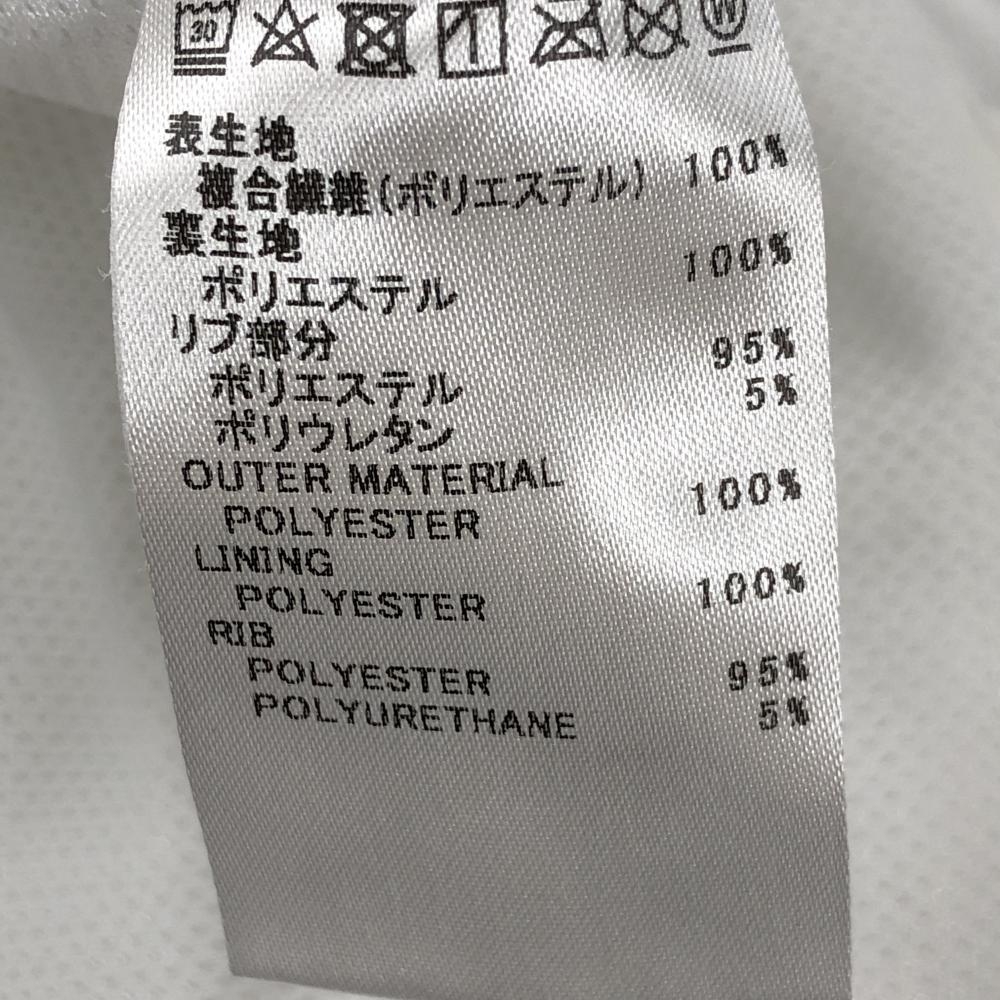 30 W
表生地
複合繊維(ポリエステル) 100%
裏生地
ポリエステル 100%
リブ部分
ポリエステル 95%
ポリウレタン 5%
OUTER MATERIAL
POLYESTER 100%
LINING
POLYESTER 100%
RIB
POLYESTER 95%
POLYURETHANE 5%